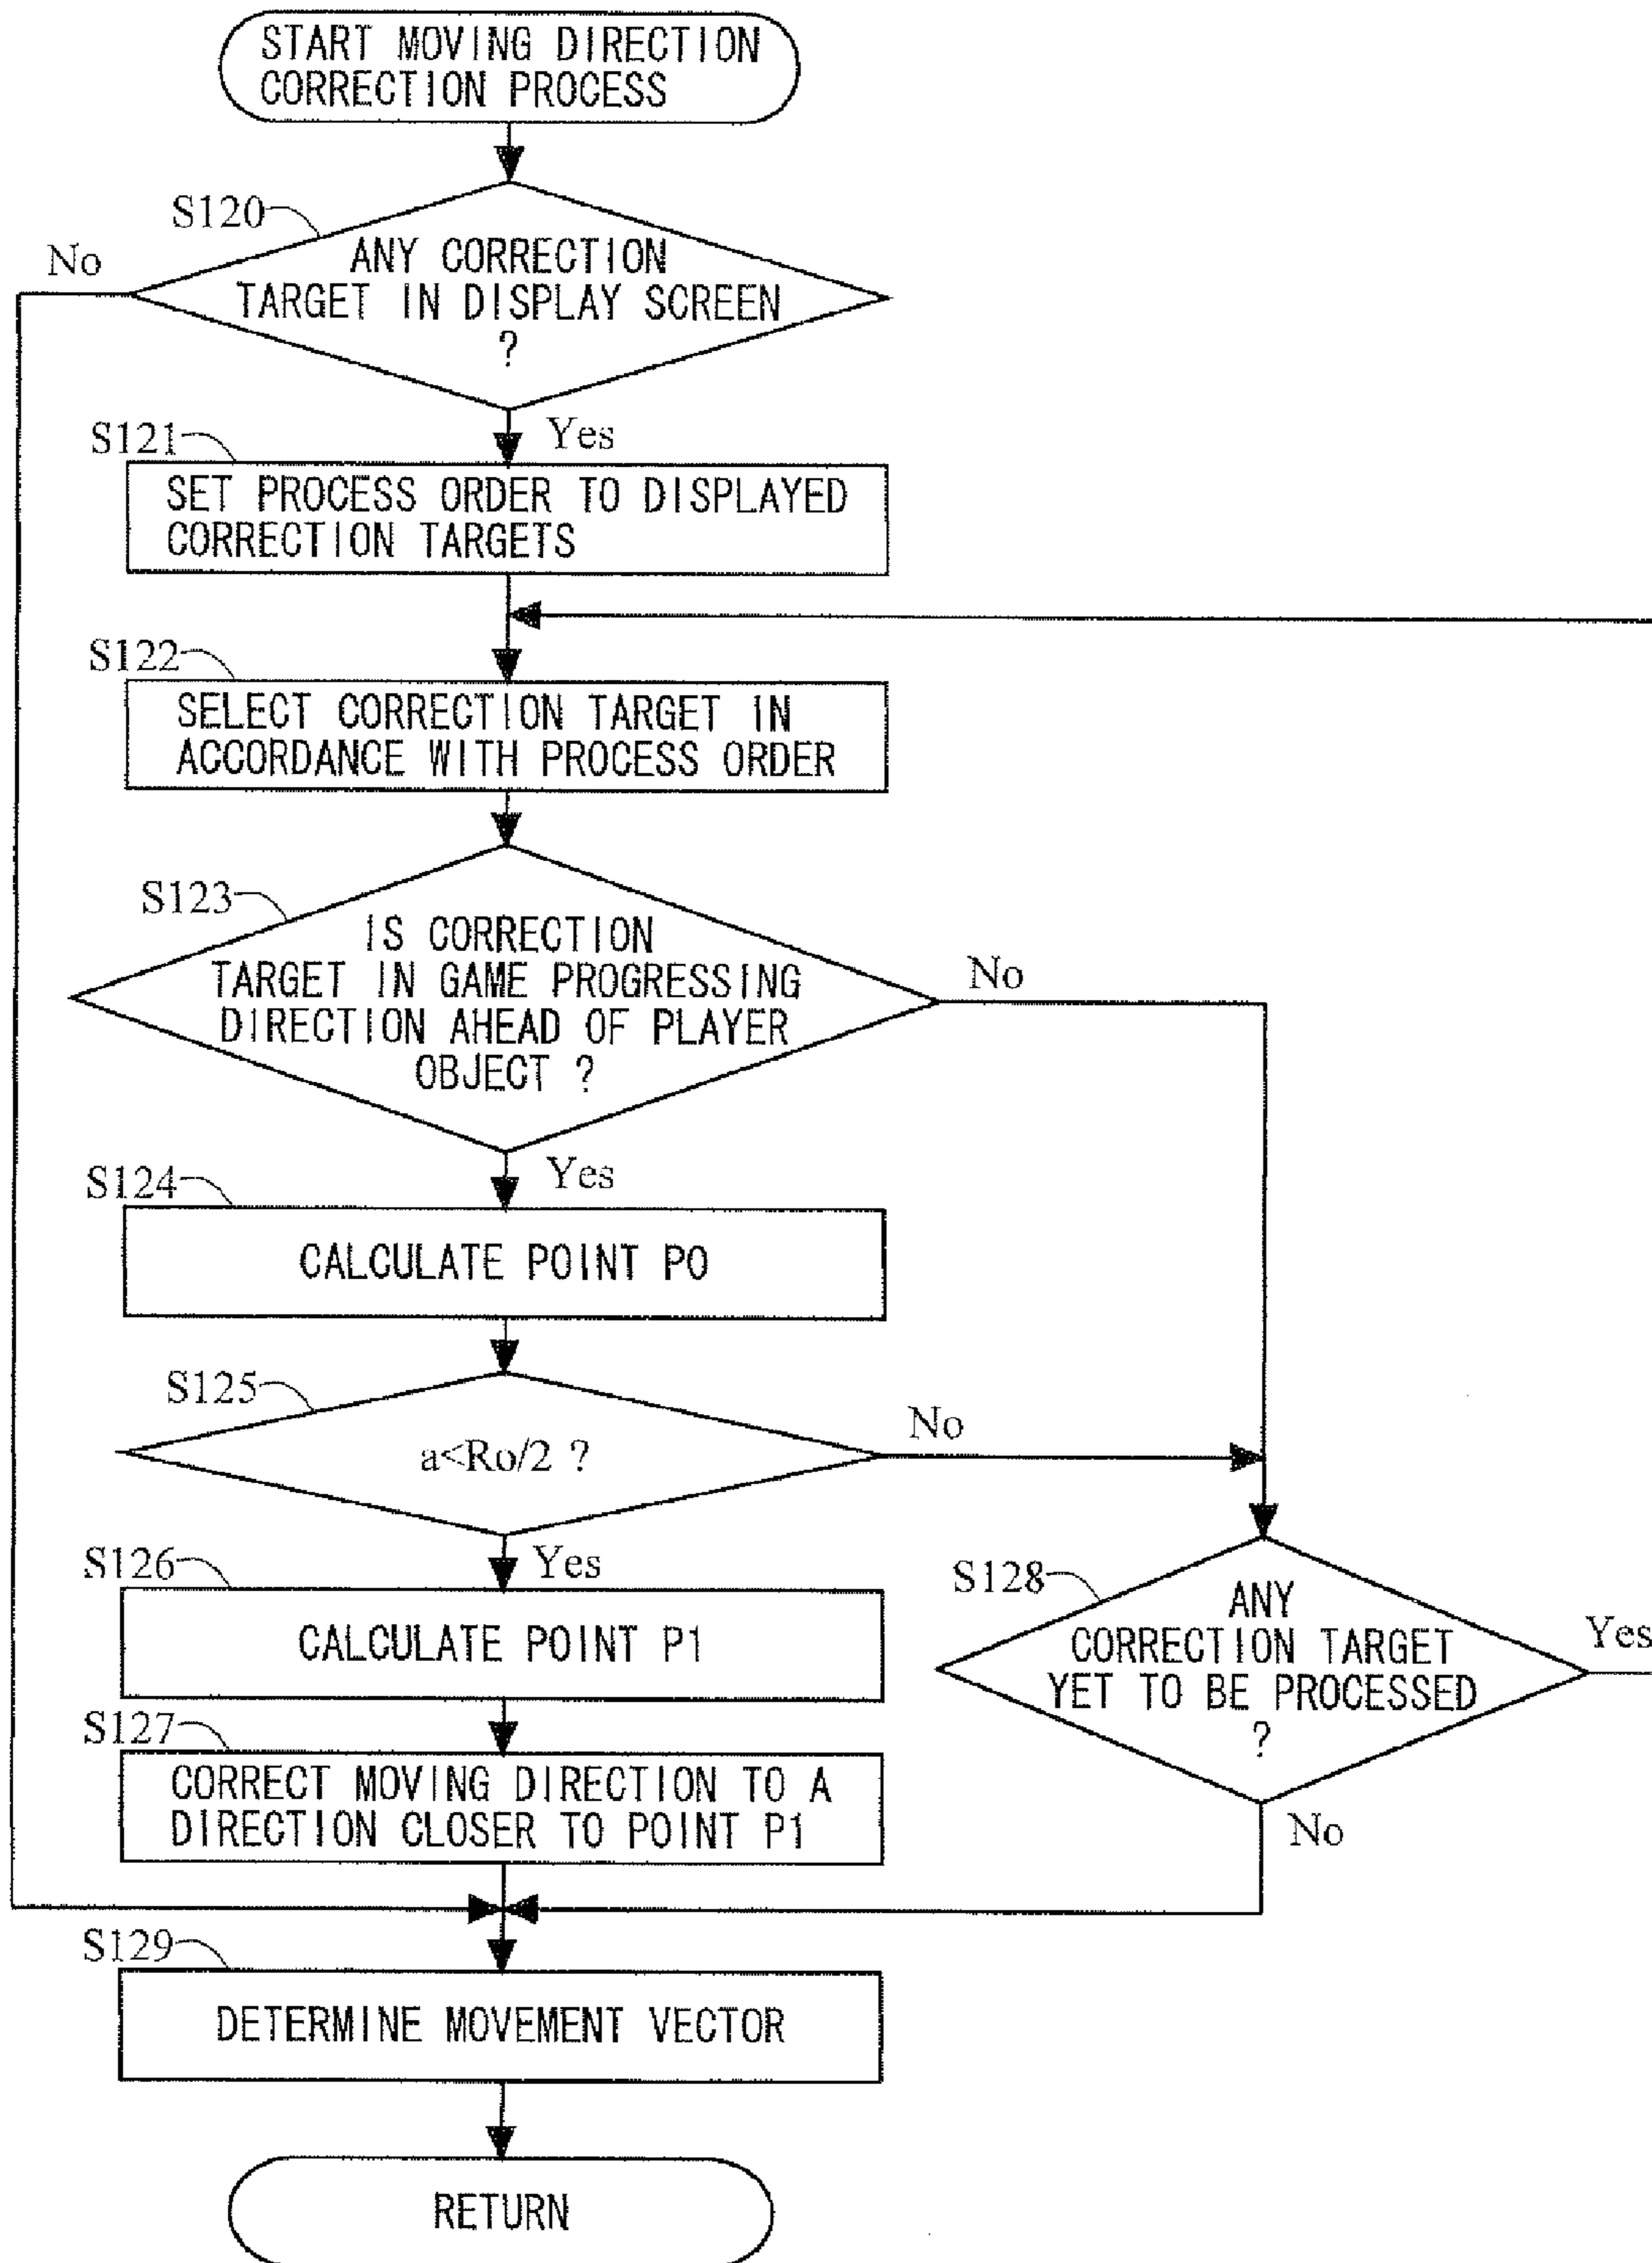 START MOVING DIRECTION
CORRECTION PROCESS
S120
No
ANY CORRECTION
TARGET IN DISPLAY SCREEN
?
Yes
S121
SET PROCESS ORDER TO DISPLAYED
CORRECTION TARGETS
S122
SELECT CORRECTION TARGET IN
ACCORDANCE WITH PROCESS ORDER
S123
IS CORRECTION
TARGET IN GAME PROGRESSING
DIRECTION AHEAD OF PLAYER
OBJECT ?
No
Yes
S124
CALCULATE POINT P0
S125
a<Ro/2 ?
No
Yes
S126
CALCULATE POINT P1
S128
ANY
CORRECTION TARGET
YET TO BE PROCESSED
?
Yes
No
S127
CORRECT MOVING DIRECTION TO A
DIRECTION CLOSER TO POINT P1
S129
DETERMINE MOVEMENT VECTOR
RETURN